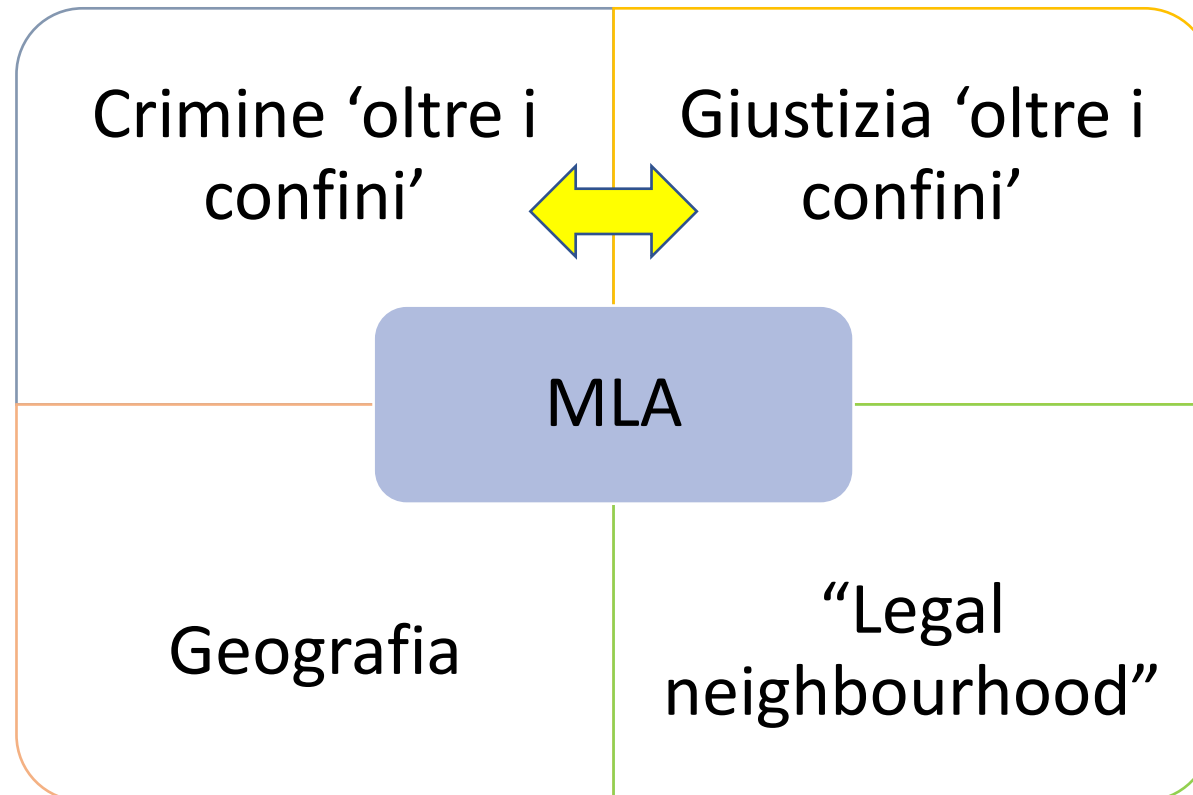 Crimine ‘oltre i
confini’
Giustizia ‘oltre i
confini’
MLA
Geografia
“Legal
neighbourhood”